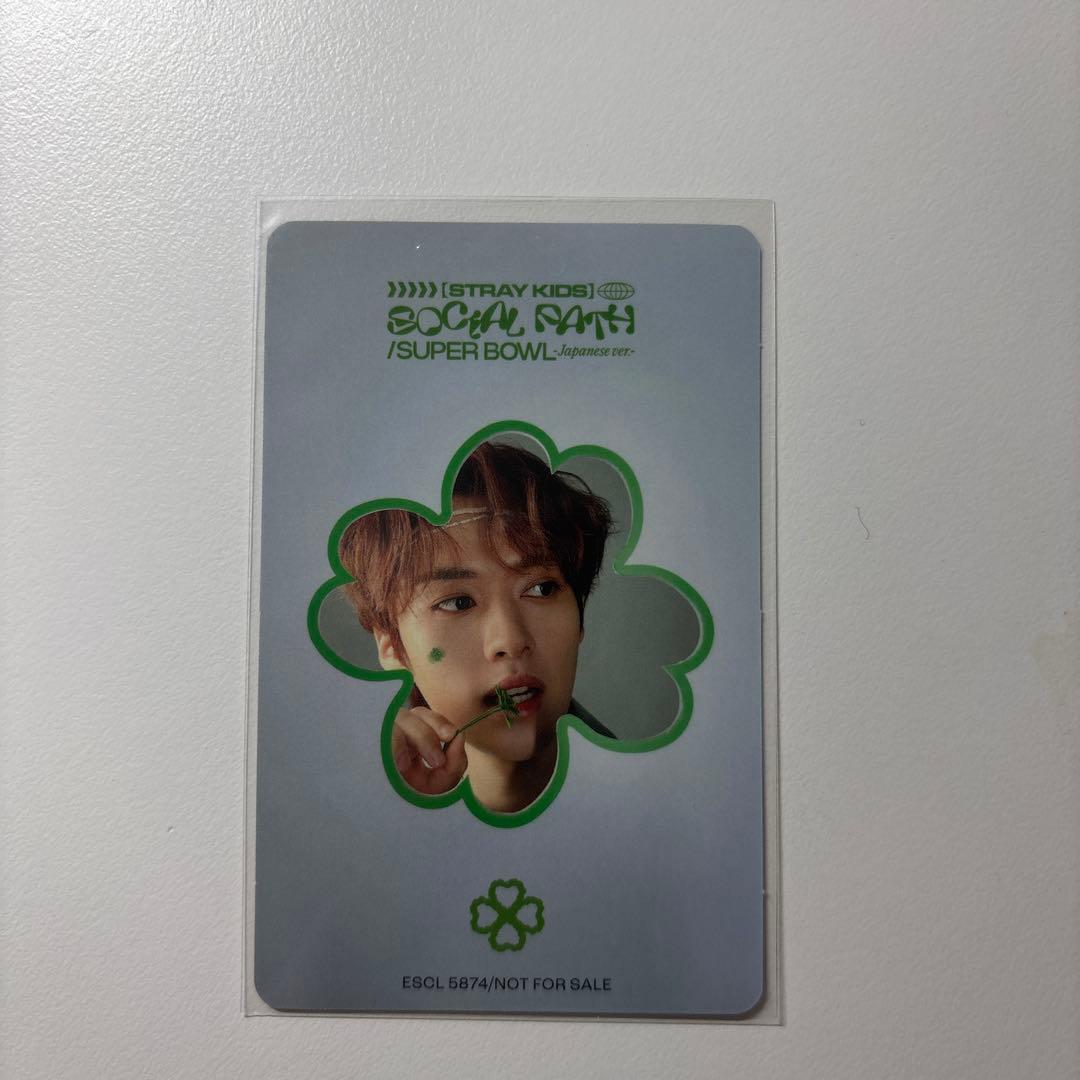 [STRAY KIDS]
SOCIAL PATH
/SUPER BOWL -Japanese ver.-
ESCL 5874/NOT FOR SALE